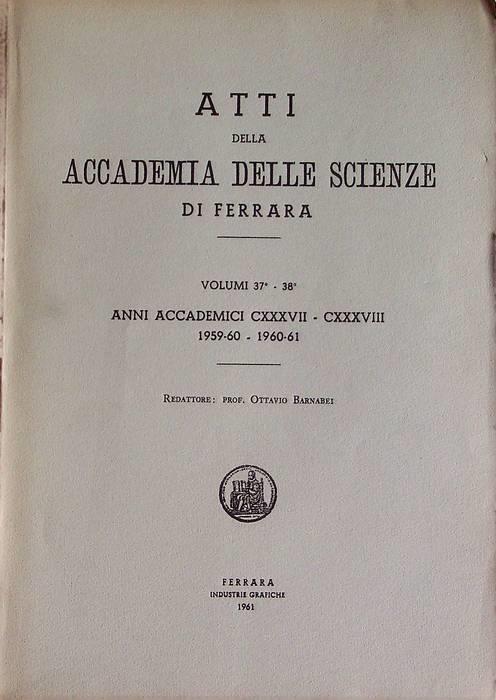 ATTI
DELLA
ACCADEMIA DELLE SCIENZE
DI FERRARA
VOLUMI 37° - 38°
ANNI ACCADEMICI CXXXVII - CXXXVIII
1959-60 - 1960-61
REDATTORE: PROF. OTTAVIO BARNABEI
FERRARA
INDUSTRIE GRAFICHE
1961